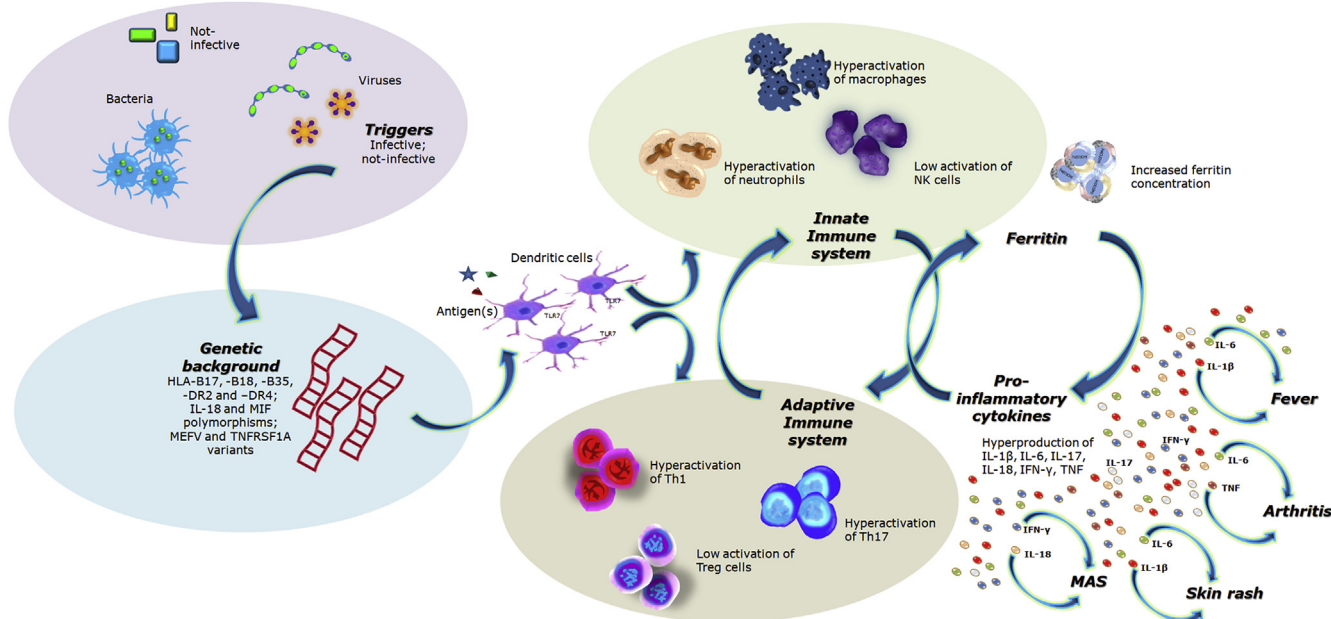 Not-
infective
Viruses
Bacteria
Triggers
Infective;
not-infective
Genetic
background
HLA-B17, -B18, -B35,
-DR2 and –DR4;
IL-18 and MIF
polymorphisms;
MEFV and TNFRSF1A
variants
Dendritic cells
Antigen(s)
TLR7
TLR7
TLR7
Hyperactivation
of macrophages
Hyperactivation
of neutrophils
Low activation of
NK cells
Innate
Immune
system
Increased ferritin
concentration
Ferritin
Adaptive
Immune
system
Hyperactivation
of Th1
Hyperactivation
of Th17
Low activation of
Treg cells
Pro-
inflammatory
cytokines
Hyperproduction of
IL-1β, IL-6, IL-17,
IL-18, IFN-γ, TNF
IL-6
IL-1β
Fever
IFN-γ
IL-17
IL-6
TNF
Arthritis
IFN-γ
IL-18
MAS
IL-6
IL-1β
Skin rash